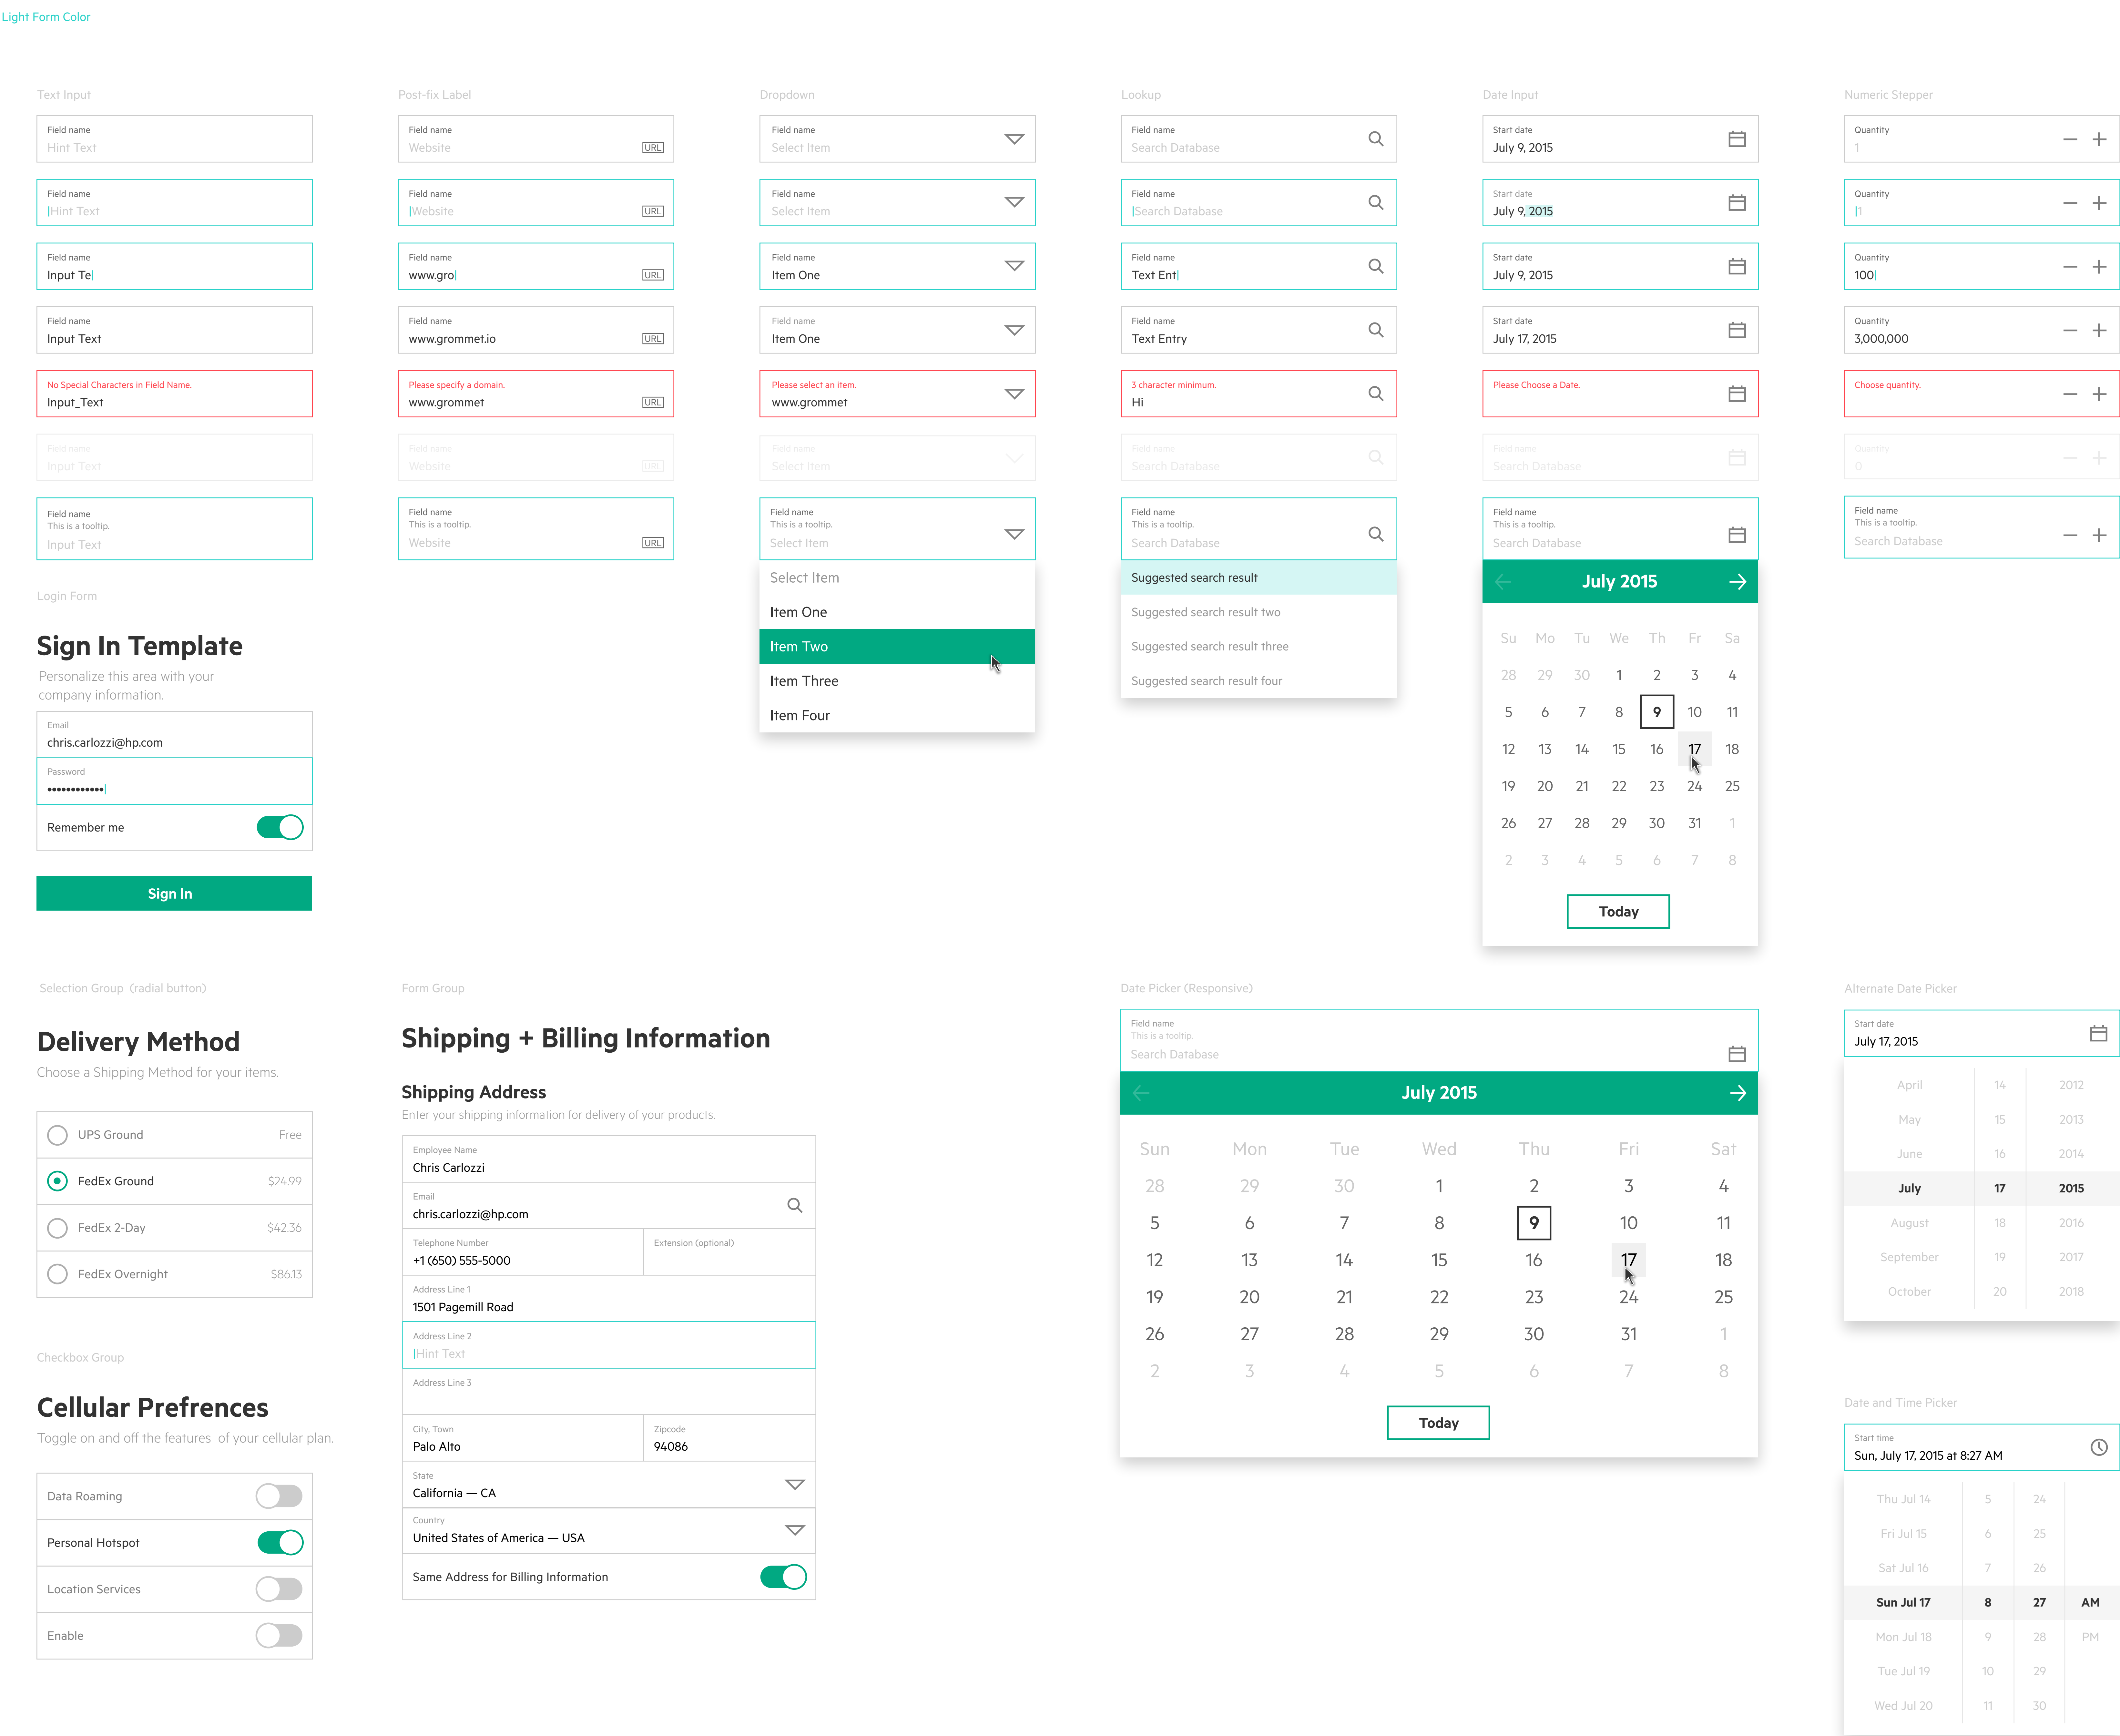 Light Form Color
Text Input
Field name
Hint Text
Field name
Hint Text
Field name
Input Te
Field name
Input Text
No Special Characters in Field Name.
Input_Text
Field name
Input Text
Field name
This is a tooltip.
Input Text
Post-fix Label
Field name
Website
URL
Field name
Website
URL
Field name
www.gro
URL
Field name
www.grommet.io
URL
Please specify a domain.
www.grommet
URL
Field name
Website
URL
Field name
This is a tooltip.
Website
URL
Dropdown
Field name
Select Item
Field name
Select Item
Field name
Item One
Field name
Item One
Please select an item.
www.grommet
Field name
Select Item
Field name
This is a tooltip.
Select Item
Select Item
Item One
Item Two
Item Three
Item Four
Lookup
Field name
Search Database
Field name
Search Database
Field name
Text Ent
Field name
Text Entry
3 character minimum.
Hi
Field name
Search Database
Field name
This is a tooltip.
Search Database
Suggested search result
Suggested search result two
Suggested search result three
Suggested search result four
Date Input
Start date
July 9, 2015
Start date
July 9, 2015
Start date
July 9, 2015
Start date
July 17, 2015
Please Choose a Date.
Field name
Search Database
Field name
This is a tooltip.
Search Database
July 2015
Su Mo Tu We Th Fr Sa
28 29 30 1 2 3 4
5 6 7 8 9 10 11
12 13 14 15 16 17 18
19 20 21 22 23 24 25
26 27 28 29 30 31 1
2 3 4 5 6 7 8
Today
Numeric Stepper
Quantity
1
Quantity
1
Quantity
100
Quantity
3,000,000
Choose quantity.
Quantity
0
Field name
This is a tooltip.
Search Database
Login Form
Sign In Template
Personalize this area with your
company information.
Email
chris.carlozzi@hp.com
Password
Remember me
Sign In
Selection Group (radial button)
Delivery Method
Choose a Shipping Method for your items.
UPS Ground Free
FedEx Ground $24.99
FedEx 2-Day $42.36
FedEx Overnight $86.13
Checkbox Group
Cellular Prefrences
Toggle on and off the features of your cellular plan.
Data Roaming
Personal Hotspot
Location Services
Enable
Form Group
Shipping + Billing Information
Shipping Address
Enter your shipping information for delivery of your products.
Employee Name
Chris Carlozzi
Email
chris.carlozzi@hp.com
Telephone Number
+1 (650) 555-5000
Extension (optional)
Address Line 1
1501 Pagemill Road
Address Line 2
Hint Text
Address Line 3
City, Town
Palo Alto
Zipcode
94086
State
California — CA
Country
United States of America — USA
Same Address for Billing Information
Date Picker (Responsive)
Field name
This is a tooltip.
Search Database
July 2015
Sun Mon Tue Wed Thu Fri Sat
28 29 30 1 2 3 4
5 6 7 8 9 10 11
12 13 14 15 16 17 18
19 20 21 22 23 24 25
26 27 28 29 30 31 1
2 3 4 5 6 7 8
Today
Alternate Date Picker
Start date
July 17, 2015
April 14 2012
May 15 2013
June 16 2014
July 17 2015
August 18 2016
September 19 2017
October 20 2018
Date and Time Picker
Start time
Sun, July 17, 2015 at 8:27 AM
Thu Jul 14 5 24
Fri Jul 15 6 25
Sat Jul 16 7 26
Sun Jul 17 8 27 AM
Mon Jul 18 9 28 PM
Tue Jul 19 10 29
Wed Jul 20 11 30